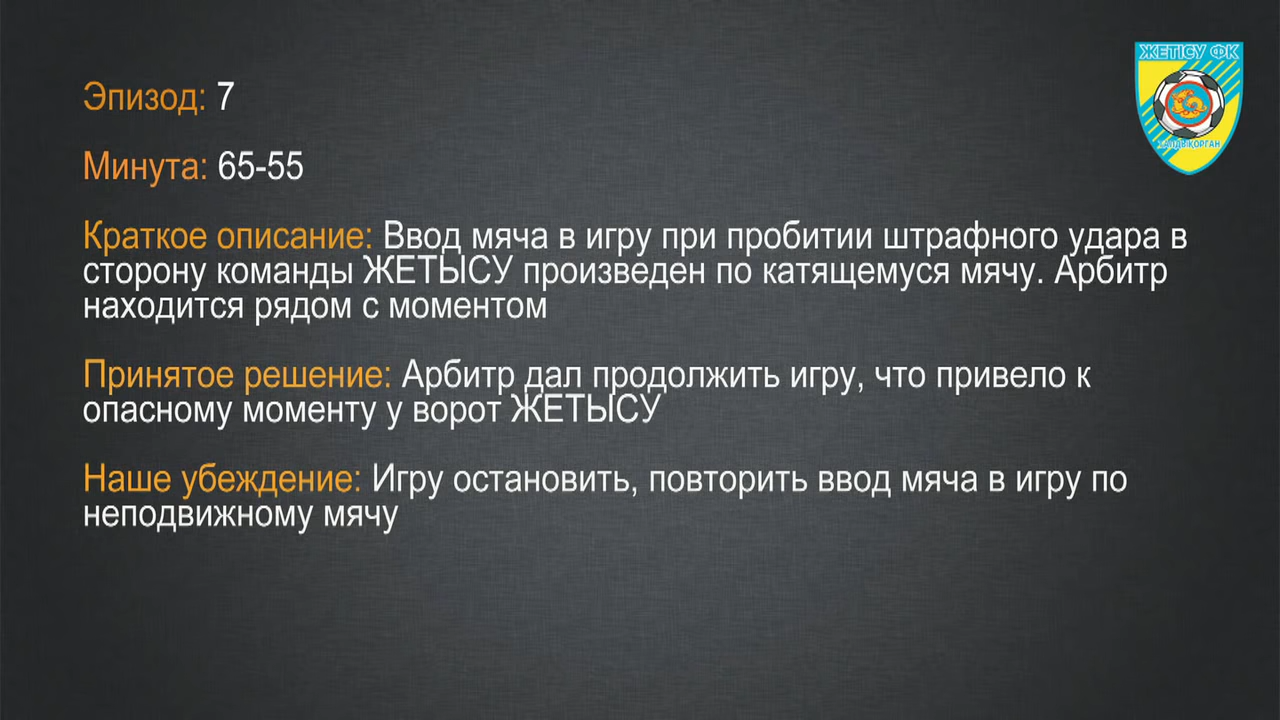 ЖЕТІСУ ФК
ТАЛДЫҚОРҒАН
Эпизод: 7
Минута: 65-55
Краткое описание: Ввод мяча в игру при пробитии штрафного удара в
сторону команды ЖЕТЫСУ произведен по катящемуся мячу. Арбитр
находится рядом с моментом
Принятое решение: Арбитр дал продолжить игру, что привело к
опасному моменту у ворот ЖЕТЫСУ
Наше убеждение: Игру остановить, повторить ввод мяча в игру по
неподвижному мячу